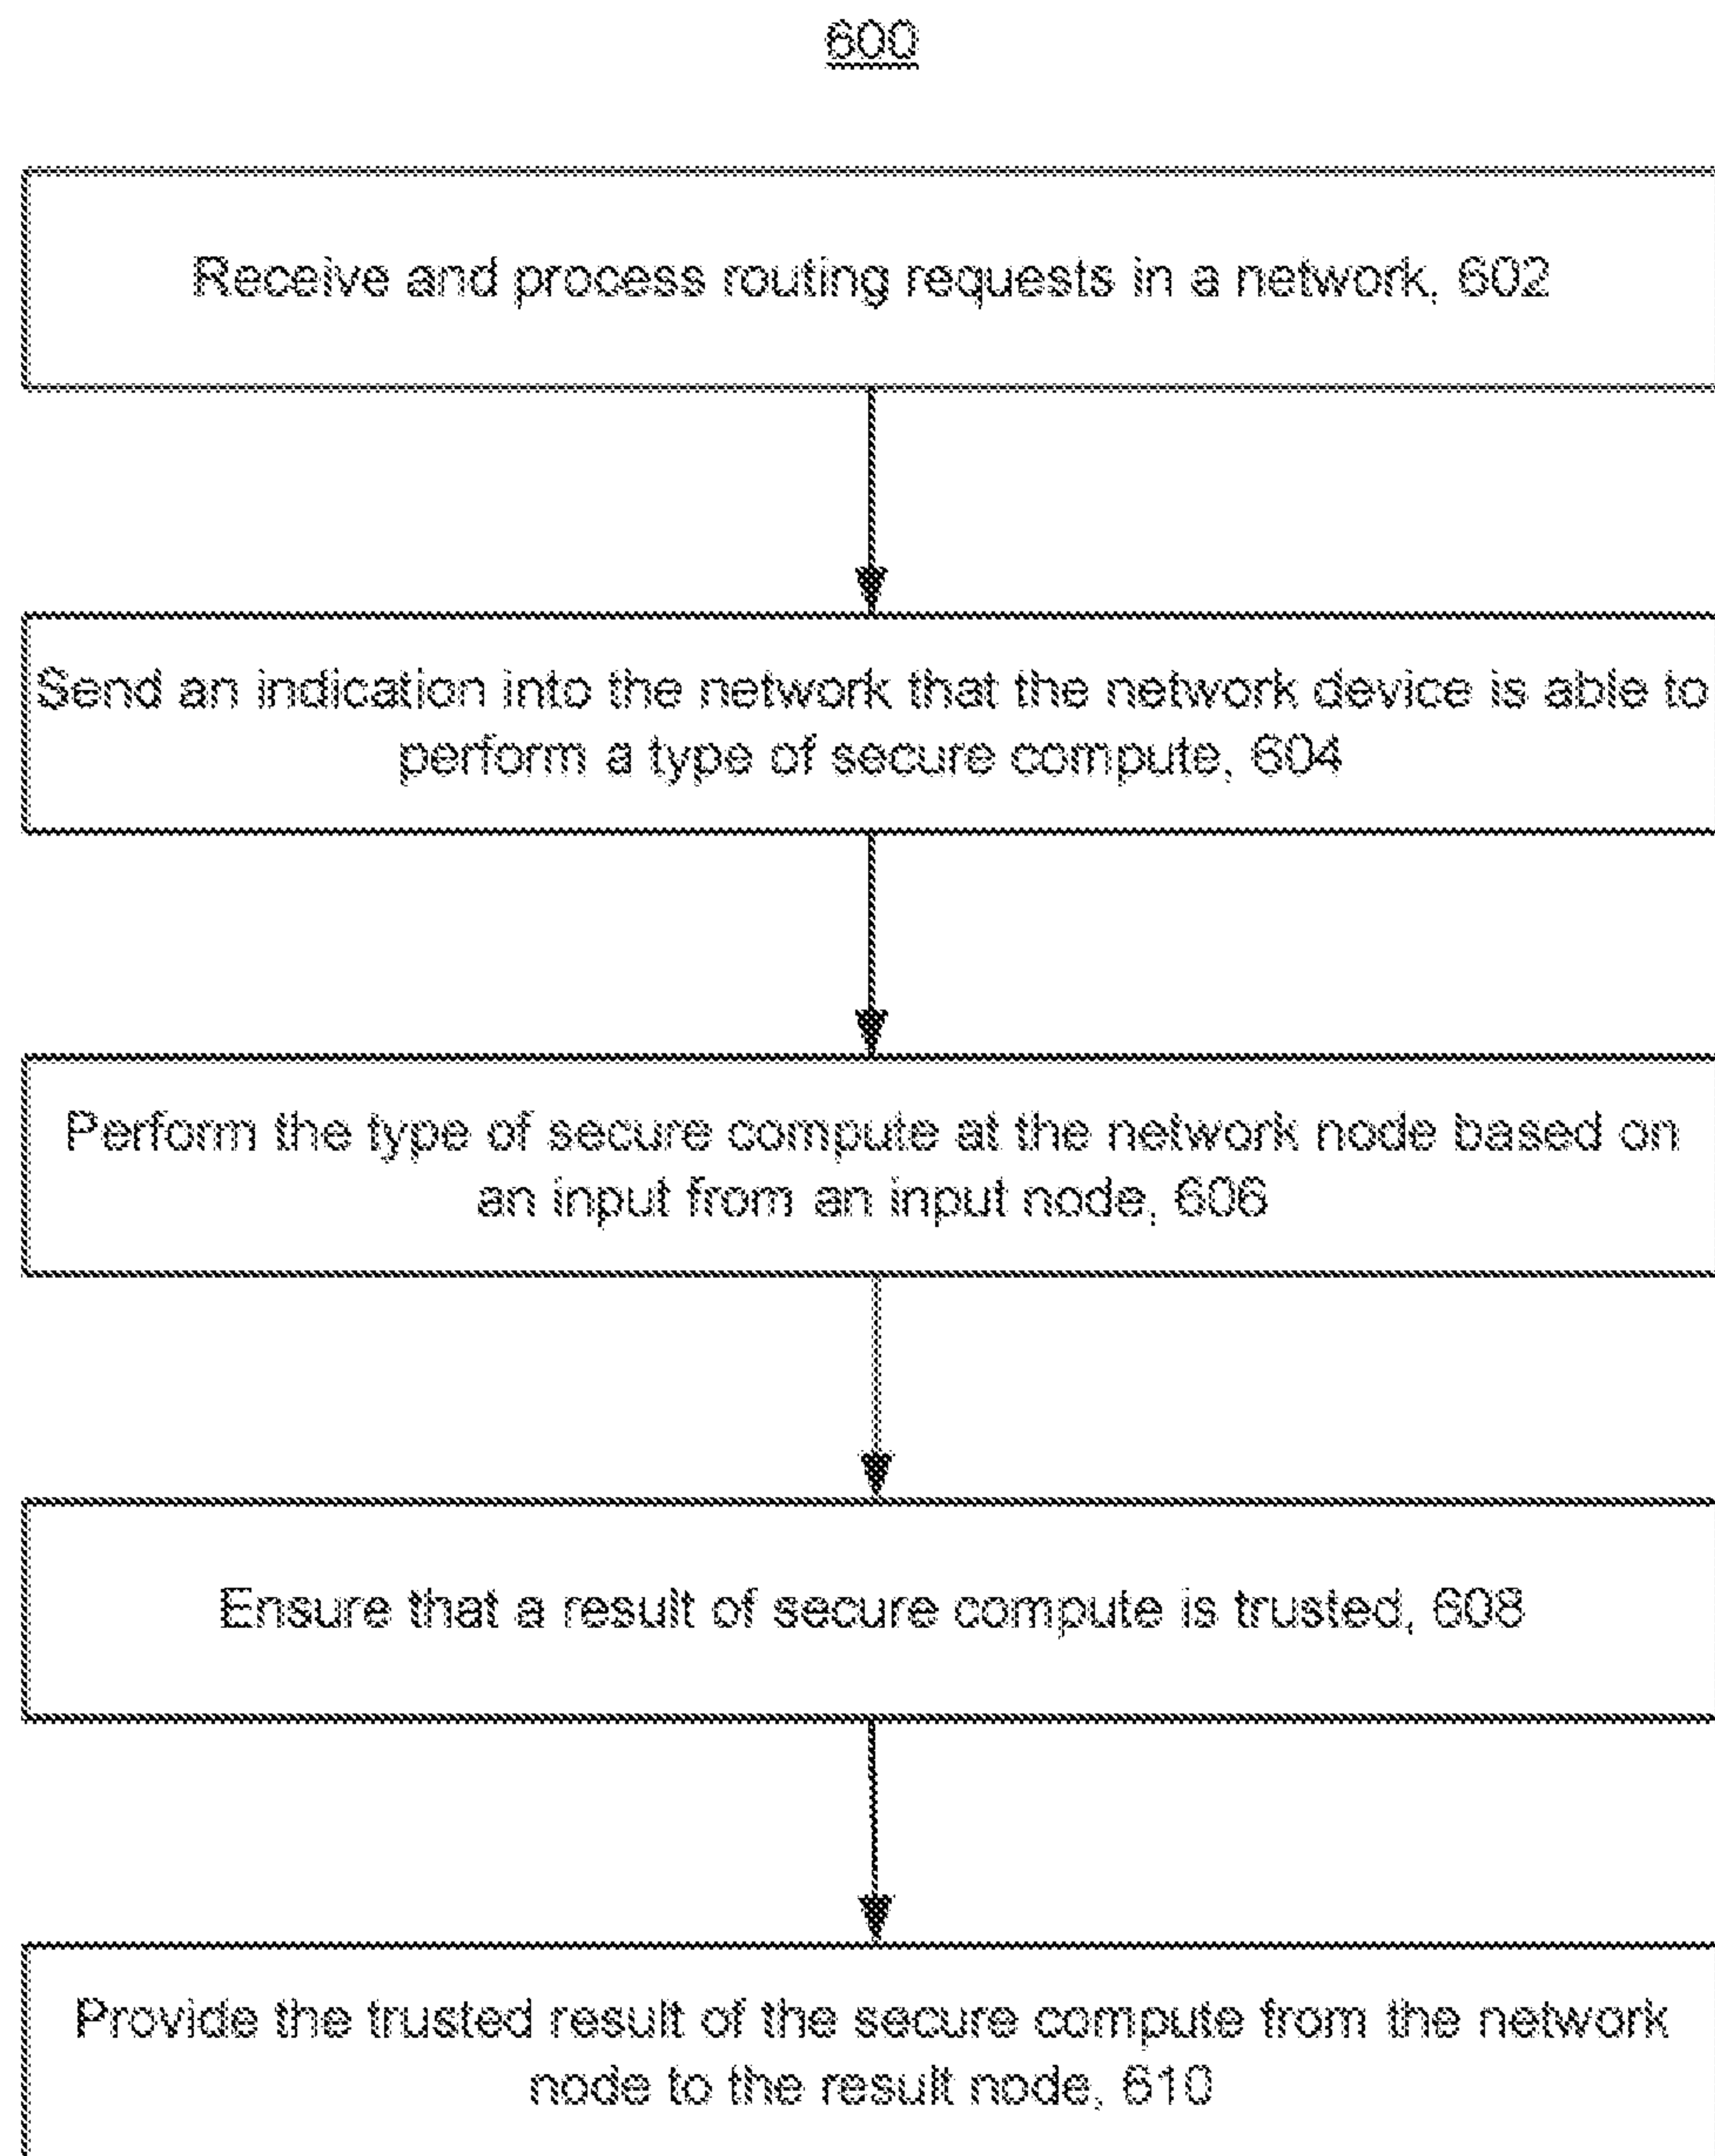 600
Receive and process routing requests in a network, 602
Send an indication into the network that the network device is able to
perform a type of secure compute, 604
Perform the type of secure compute at the network node based on
an input from an input node, 606
Ensure that a result of secure compute is trusted, 608
Provide the trusted result of the secure compute from the network
node to the result node, 610